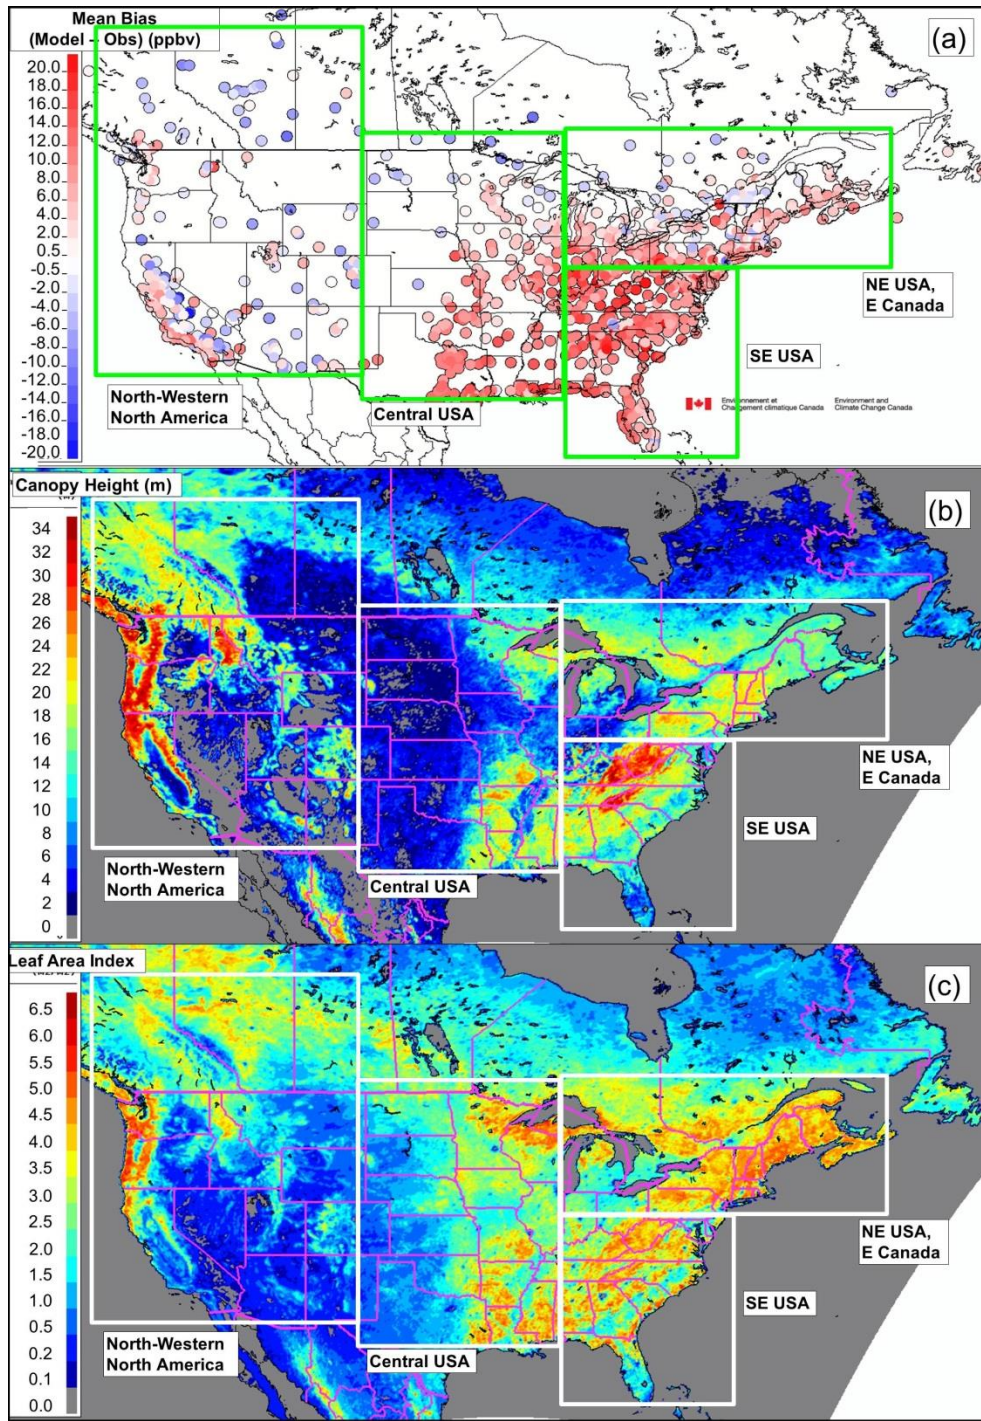 Mean Bias
(Model – Obs) (ppbv)
(a)
20.0
18.0
16.0
14.0
12.0
10.0
8.0
6.0
4.0
2.0
0.5
-0.5
-2.0
-4.0
-6.0
-8.0
-10.0
-12.0
-14.0
-16.0
-18.0
-20.0
NE USA,
E Canada
SE USA
North-Western
North America
Central USA
Environnement et
Changement climatique Canada
Environment and
Climate Change Canada
Canopy Height (m)
(b)
34
32
30
28
26
24
22
20
18
16
14
12
10
8
6
4
2
0
NE USA,
E Canada
SE USA
North-Western
North America
Central USA
Leaf Area Index
(c)
6.5
6.0
5.5
5.0
4.5
4.0
3.5
3.0
2.5
2.0
1.5
1.0
0.5
0.2
0.1
0.0
NE USA,
E Canada
SE USA
North-Western
North America
Central USA